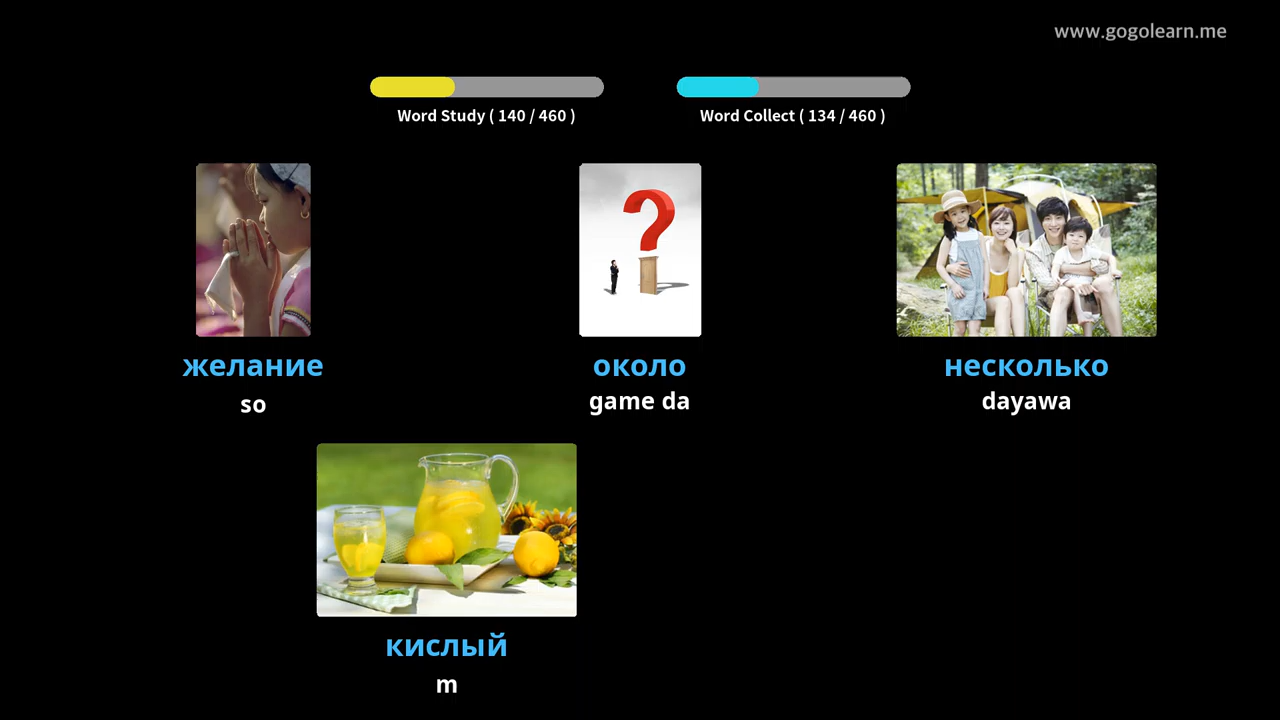 www.gogolearn.me
Word Study ( 140 / 460 )
Word Collect ( 134 / 460 )
желание
so
около
game da
несколько
dayawa
кислый
m